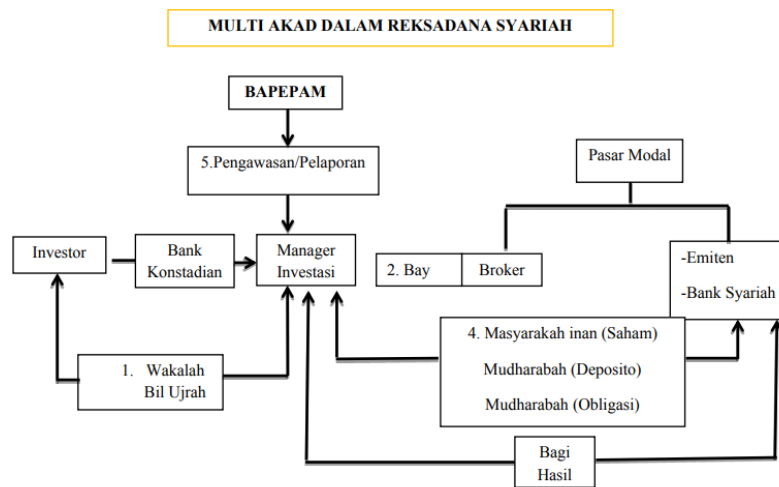 MULTI AKAD DALAM REKSADANA SYARIAH
BAPEPAM
5.Pengawasan/Pelaporan
Pasar Modal
Investor
Bank
Konstadian
Manager
Investasi
2. Bay
Broker
-Emiten
-Bank Syariah
1. Wakalah
Bil Ujrah
4. Masyarakah inan (Saham)
Mudharabah (Deposito)
Mudharabah (Obligasi)
Bagi
Hasil